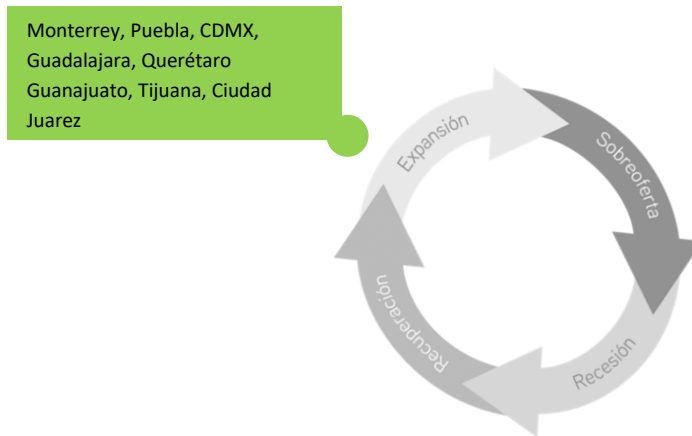 Monterrey, Puebla, CDMX,
Guadalajara, Querétaro
Guanajuato, Tijuana, Ciudad
Juarez
Expansión
Sobreoferta
Recesión
Recuperación